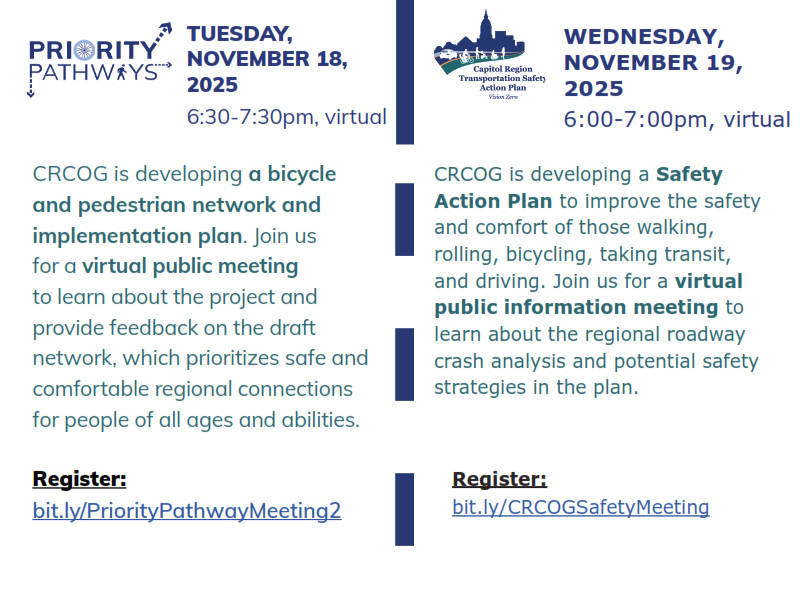 PRIORITY
PATHWAYS
TUESDAY,
NOVEMBER 18,
2025
6:30-7:30pm, virtual
CRCOG is developing a bicycle
and pedestrian network and
implementation plan. Join us
for a virtual public meeting
to learn about the project and
provide feedback on the draft
network, which prioritizes safe and
comfortable regional connections
for people of all ages and abilities.
Register:
bit.ly/PriorityPathwayMeeting2
Capitol Region
Transportation Safety
Action Plan
Vision Zero
WEDNESDAY,
NOVEMBER 19,
2025
6:00-7:00pm, virtual
CRCOG is developing a Safety
Action Plan to improve the safety
and comfort of those walking,
rolling, bicycling, taking transit,
and driving. Join us for a virtual
public information meeting to
learn about the regional roadway
crash analysis and potential safety
strategies in the plan.
Register:
bit.ly/CRCOGSafetyMeeting